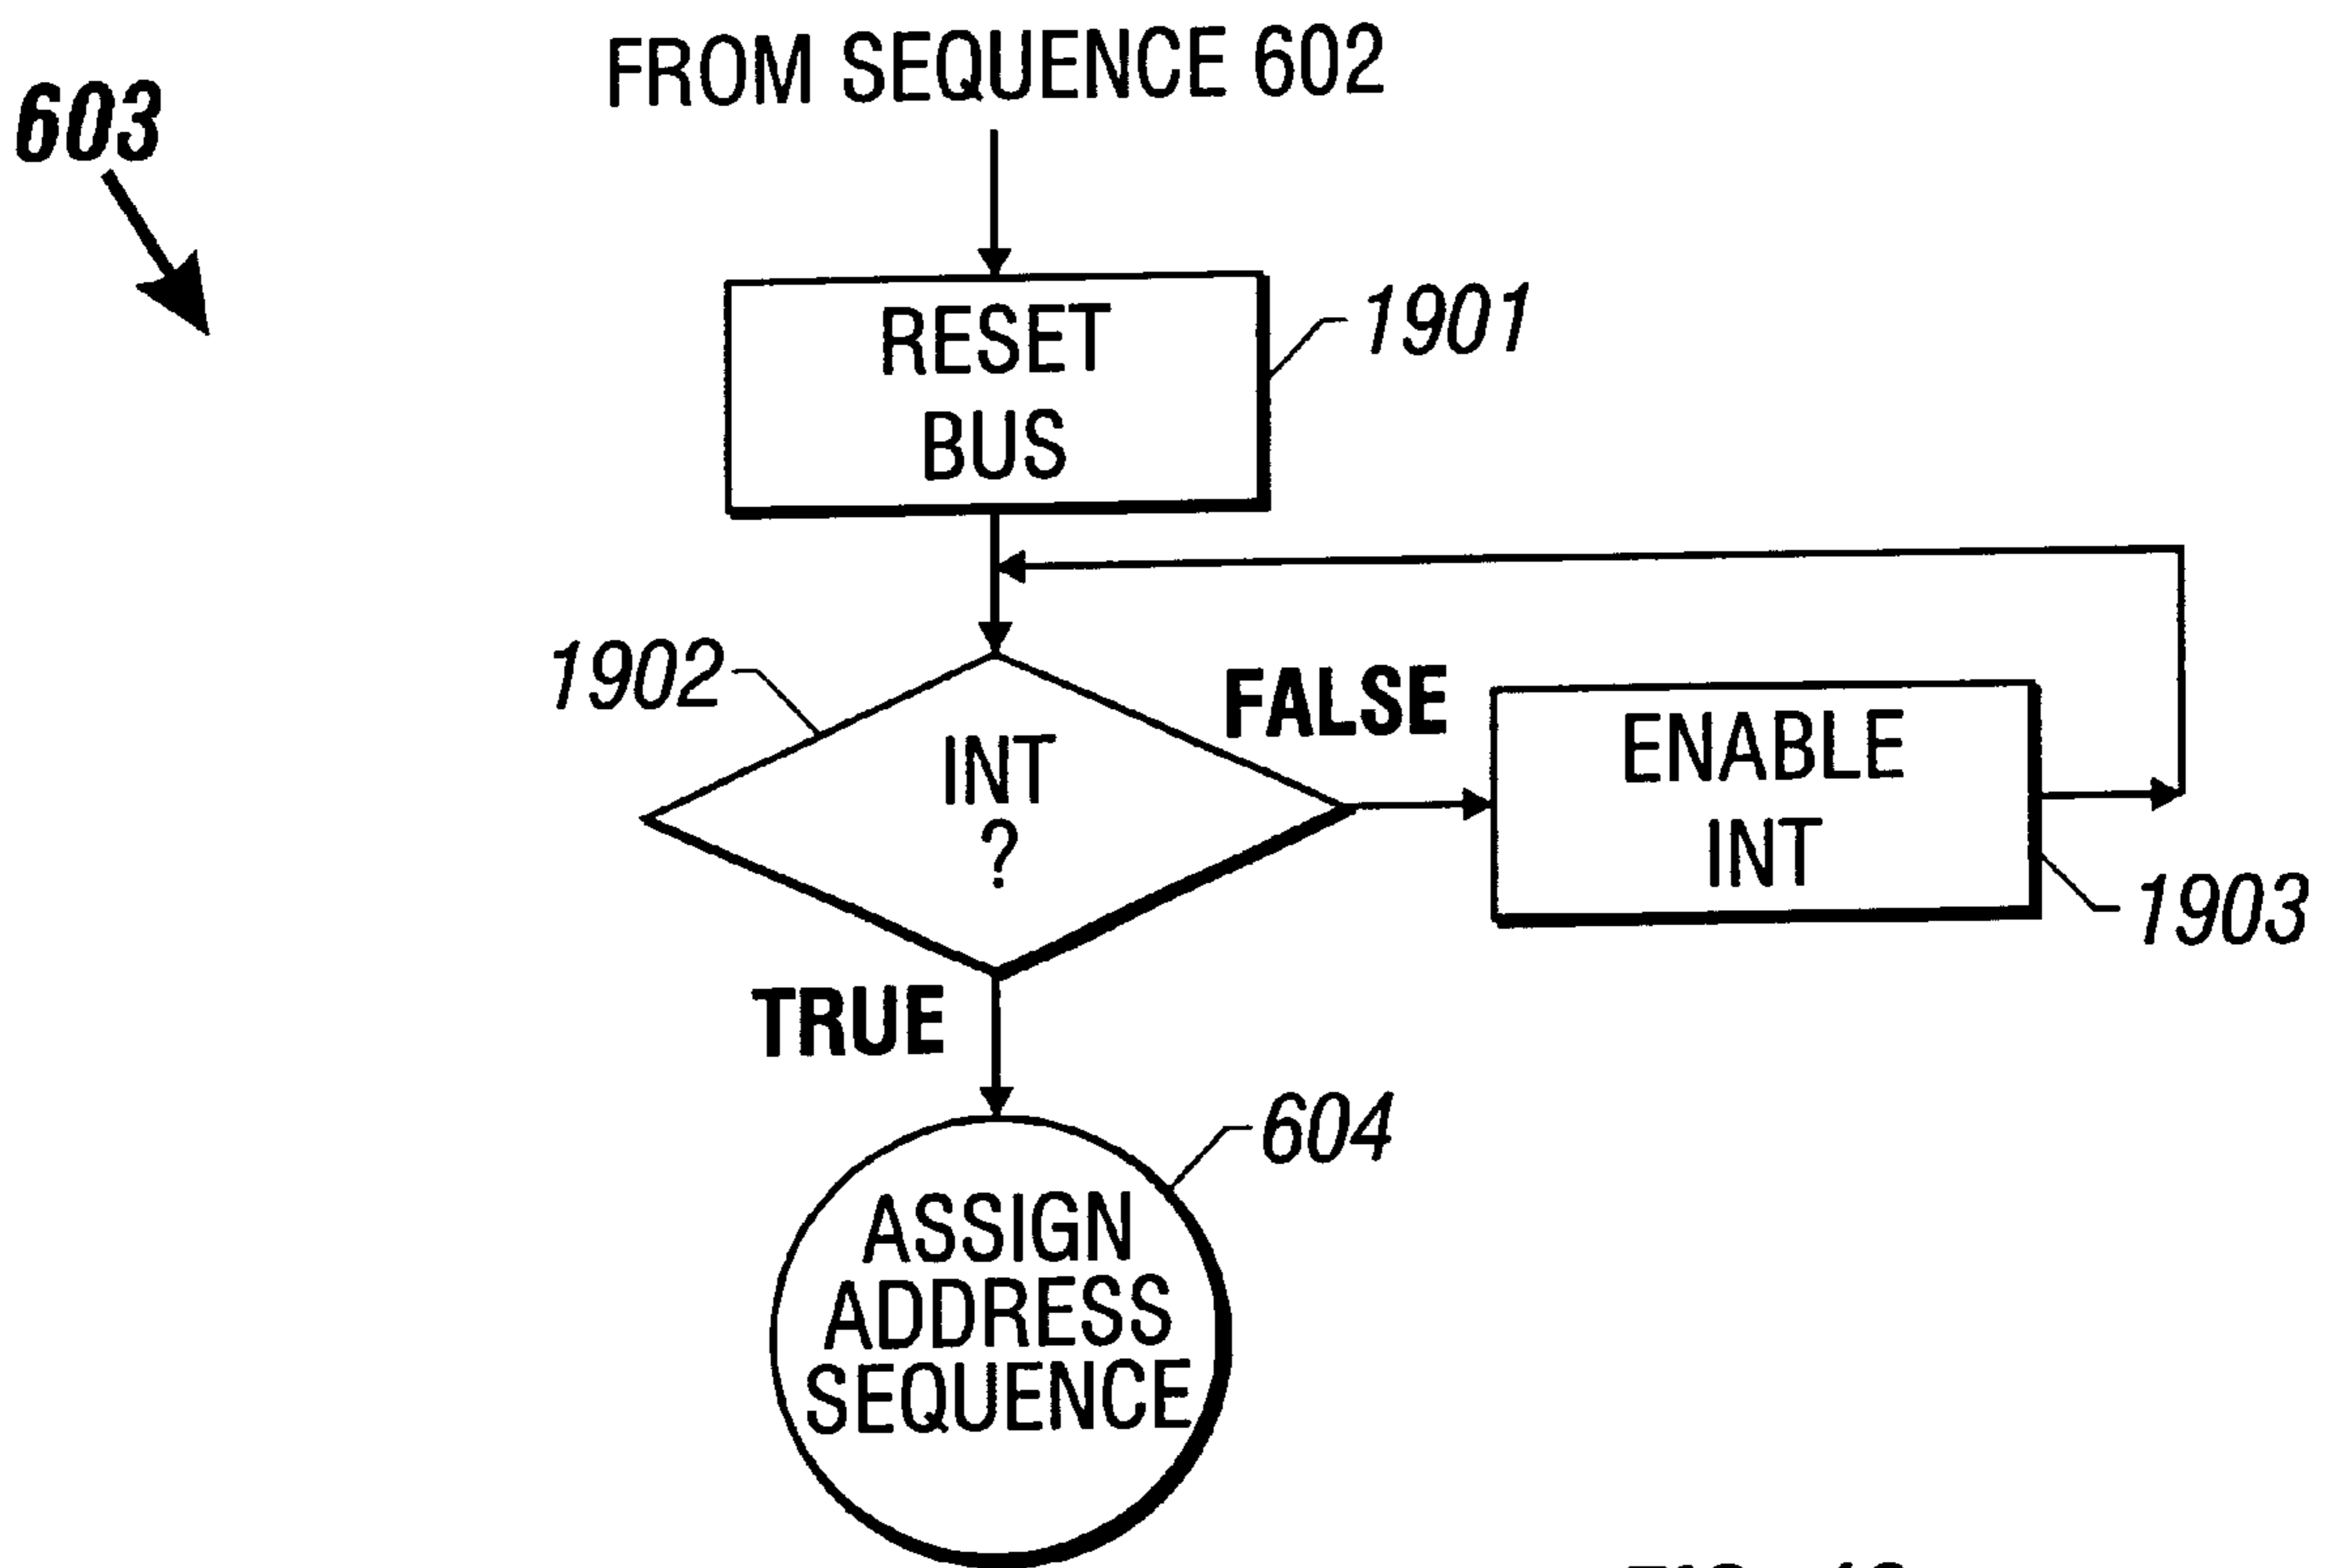 FROM SEQUENCE 602
603
RESET
BUS
1901
1902
INT
?
FALSE
ENABLE
INT
1903
TRUE
604
ASSIGN
ADDRESS
SEQUENCE